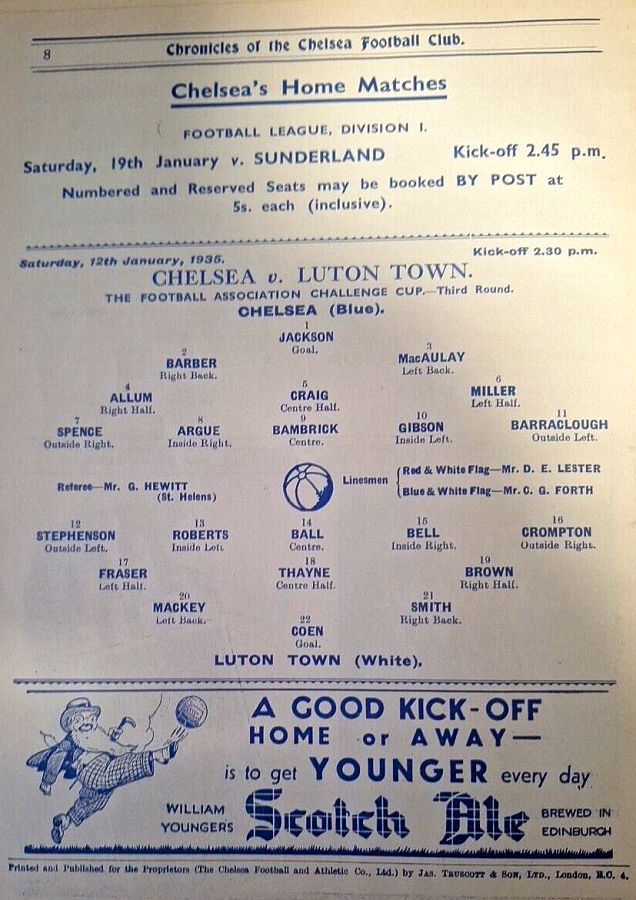 8
Chronicles of the Chelsea Football Club.
Chelsea's Home Matches
FOOTBALL LEAGUE, DIVISION I.
Saturday, 19th January v. SUNDERLAND Kick-off 2.45 p.m.
Numbered and Reserved Seats may be booked BY POST at
5s. each (inclusive).
Saturday, 12th January, 1935. Kick-off 2.30 p.m.
CHELSEA v. LUTON TOWN.
THE FOOTBALL ASSOCIATION CHALLENGE CUP.—Third Round.
CHELSEA (Blue).
1
JACKSON
Goal.
2 3
BARBER MacAULAY
Right Back. Left Back.
4 5 6
ALLUM CRAIG MILLER
Right Half. Centre Half. Left Half.
7 8 9 10 11
SPENCE ARGUE BAMBRICK GIBSON BARRACLOUGH
Outside Right. Inside Right. Centre. Inside Left. Outside Left.
Referee—Mr. G. HEWITT
(St. Helens)
Linesmen
Red & White Flag—Mr. D. E. LESTER
Blue & White Flag—Mr. C. G. FORTH
12 13 14 15 16
STEPHENSON ROBERTS BALL BELL CROMPTON
Outside Left. Inside Left Centre. Inside Right. Outside Right.
17 18 19
FRASER THAYNE BROWN
Left Half. Centre Half. Right Half.
20 21
MACKEY SMITH
Left Back. Right Back.
22
COEN
Goal.
LUTON TOWN (White).
A GOOD KICK-OFF
HOME or AWAY—
is to get YOUNGER every day
WILLIAM YOUNGERS Scotch Ale BREWED IN EDINBURGH
Printed and Published for the Proprietors (The Chelsea Football and Athletic Co., Ltd.) by JAS. TRUSCOTT & SON, LTD., London, E.C. 4.